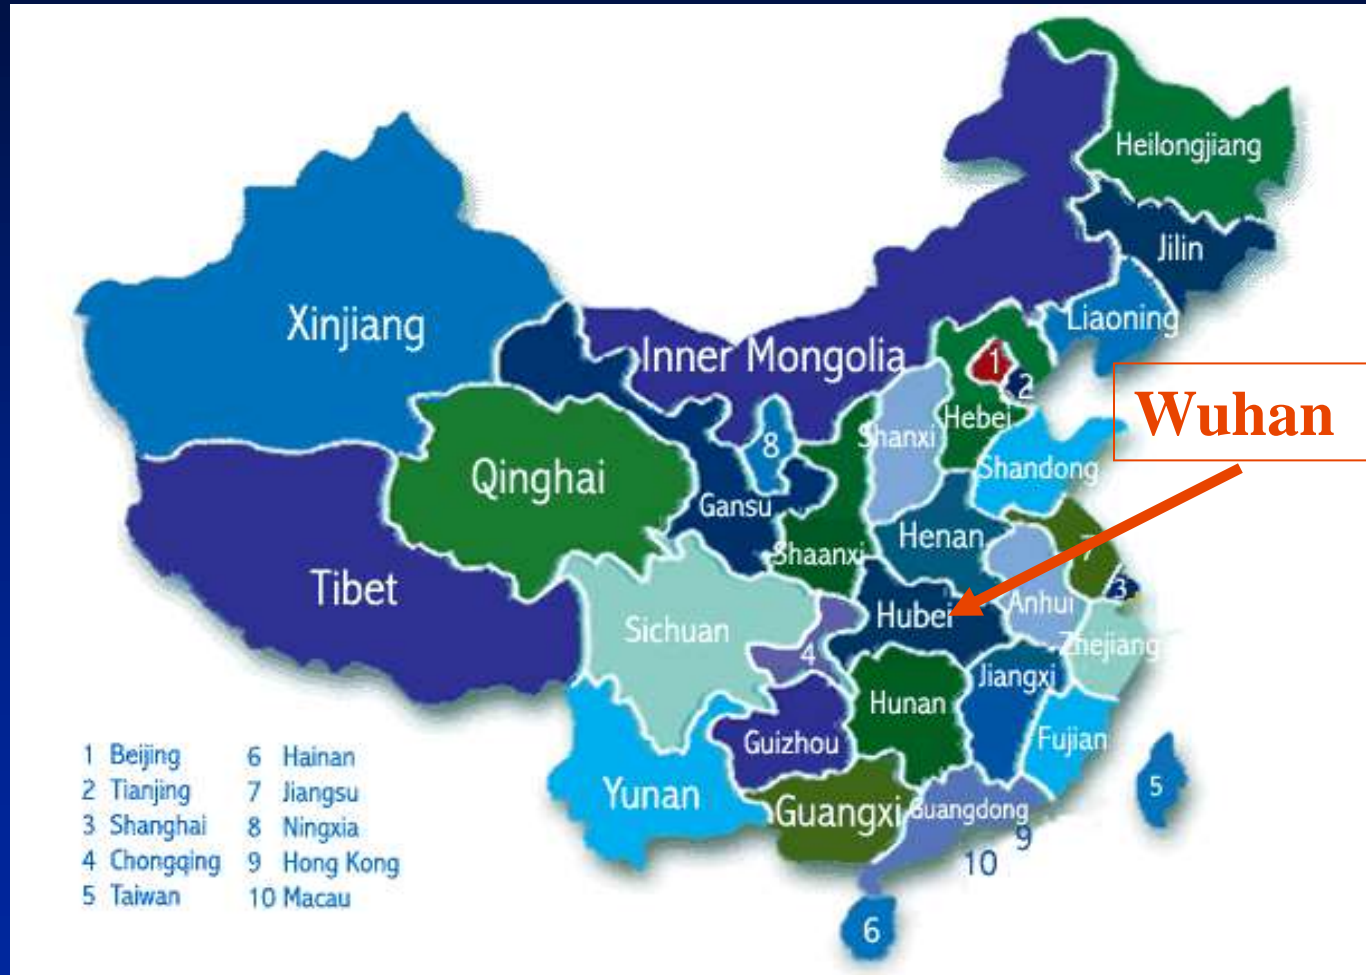 Heilongjiang
Jilin
Xinjiang
Liaoning
Inner Mongolia
1
2
Wuhan
Hebei
Shanxi
8
Shandong
Qinghai
Gansu
Henan
7
Shaanxi
Tibet
3
Anhui
Hubei
Sichuan
Zhejiang
4
Jiangxi
Hunan
Guizhou
Fujian
5
Yunan
Guangxi
Guangdong
9
10
6
1 Beijing
2 Tianjing
3 Shanghai
4 Chongqing
5 Taiwan
6 Hainan
7 Jiangsu
8 Ningxia
9 Hong Kong
10 Macau